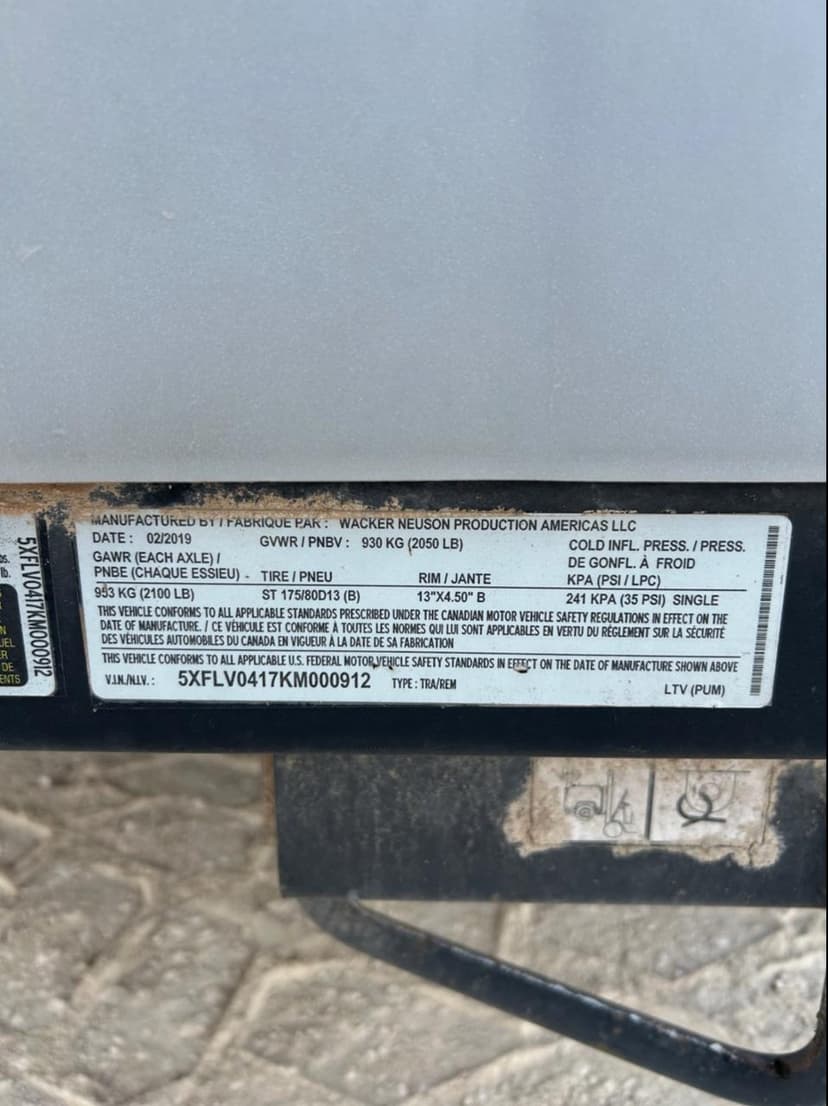 MANUFACTURED BY / FABRIQUE PAR : WACKER NEUSON PRODUCTION AMERICAS LLC
DATE : 02/2019 GVWR / PNBV : 930 KG (2050 LB) COLD INFL. PRESS. / PRESS.
DE GONFL. À FROID
GAWR (EACH AXLE) /
PNBE (CHAQUE ESSIEU) - TIRE / PNEU RIM / JANTE KPA (PSI / LPC)
953 KG (2100 LB) ST 175/80D13 (B) 13"X4.50" B 241 KPA (35 PSI) SINGLE
THIS VEHICLE CONFORMS TO ALL APPLICABLE STANDARDS PRESCRIBED UNDER THE CANADIAN MOTOR VEHICLE SAFETY REGULATIONS IN EFFECT ON THE
DATE OF MANUFACTURE. / CE VÉHICULE EST CONFORME À TOUTES LES NORMES QUI LUI SONT APPLICABLES EN VERTU DU RÈGLEMENT SUR LA SÉCURITÉ
DES VÉHICULES AUTOMOBILES DU CANADA EN VIGUEUR À LA DATE DE SA FABRICATION
THIS VEHICLE CONFORMS TO ALL APPLICABLE U.S. FEDERAL MOTOR VEHICLE SAFETY STANDARDS IN EFFECT ON THE DATE OF MANUFACTURE SHOWN ABOVE
V.I.N./N.I.V. : 5XFLV0417KM000912 TYPE : TRA/REM LTV (PUM)
5XFLV0417KM000912
lb.
DE